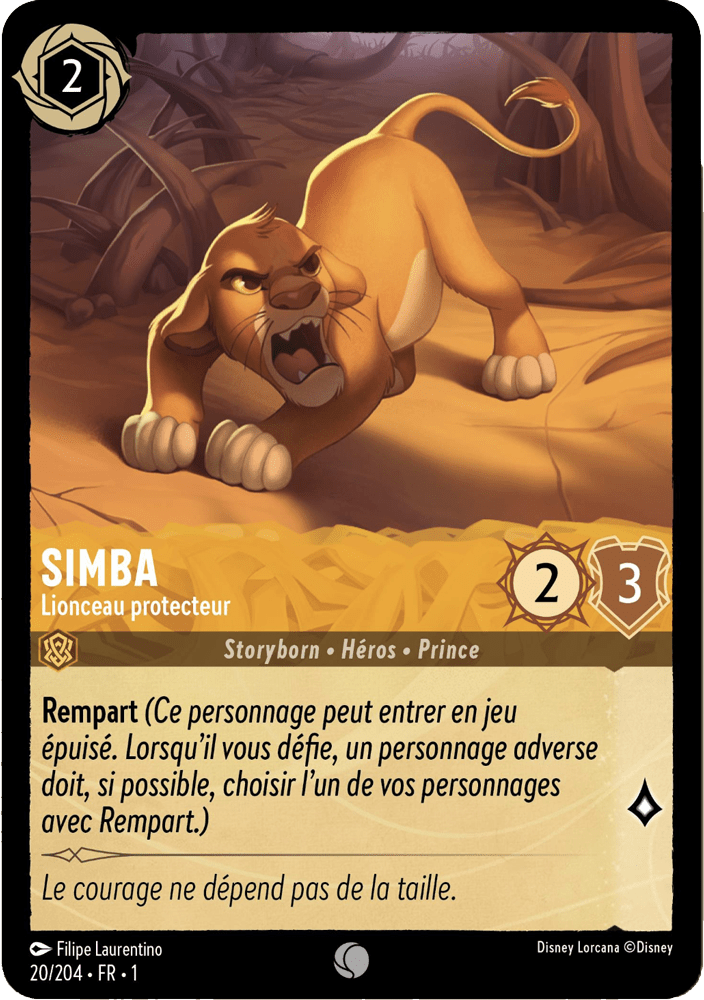 2
SIMBA
Lionceau protecteur
2
3
Storyborn • Héros • Prince
Rempart (Ce personnage peut entrer en jeu
épuisé. Lorsqu'il vous défie, un personnage adverse
doit, si possible, choisir l'un de vos personnages
avec Rempart.)
Le courage ne dépend pas de la taille.
Filipe Laurentino
Disney Lorcana ©Disney
20/204 • FR • 1